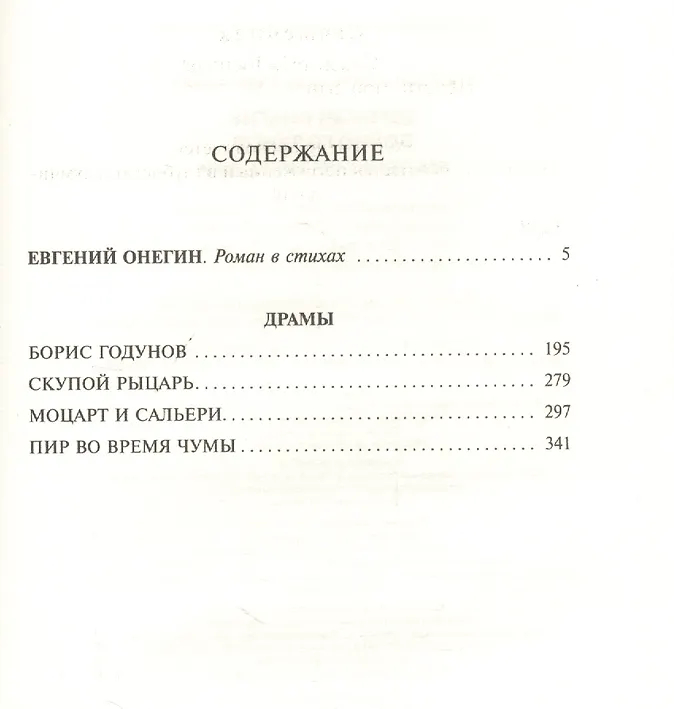 СОДЕРЖАНИЕ
ЕВГЕНИЙ ОНЕГИН. Роман в стихах ...................... 5
ДРАМЫ
БОРИС ГОДУНОВ ...................................... 195
СКУПОЙ РЫЦАРЬ ...................................... 279
МОЦАРТ И САЛЬЕРИ ................................... 297
ПИР ВО ВРЕМЯ ЧУМЫ .................................. 341